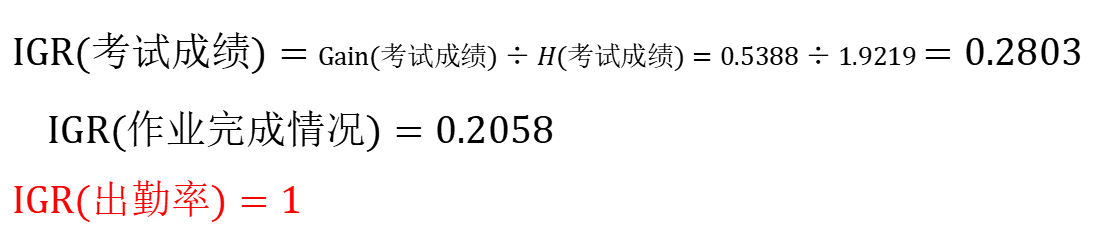 IGR(考试成绩) = Gain(考试成绩) ÷ H(考试成绩) = 0.5388 ÷ 1.9219 = 0.2803
IGR(作业完成情况) = 0.2058
IGR(出勤率) = 1